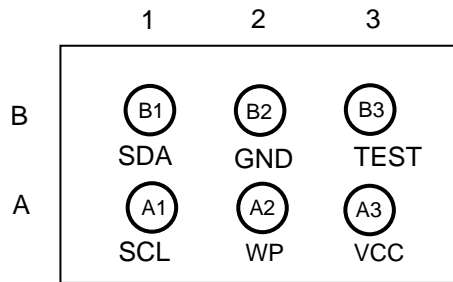 1 2 3
B B1 B2 B3
SDA GND TEST
A A1 A2 A3
SCL WP VCC